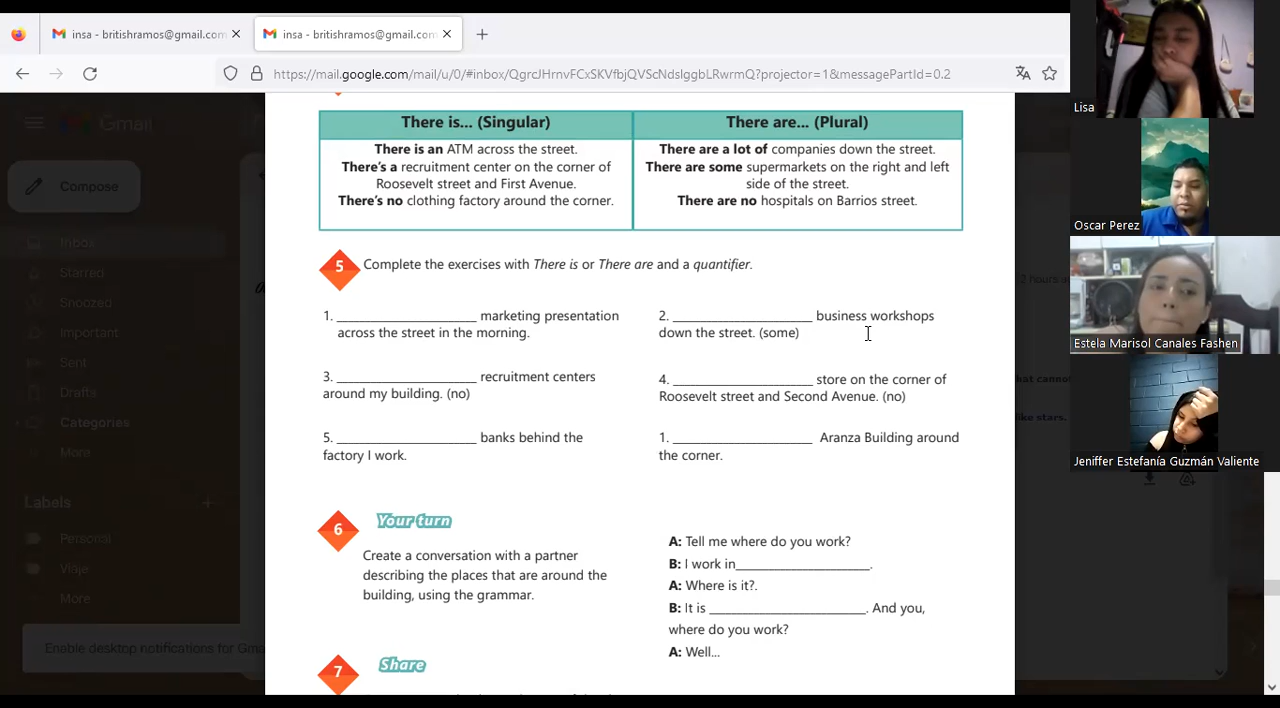 insa - britishramos@gmail.com
insa - britishramos@gmail.com
https://mail.google.com/mail/u/0/#inbox/QgrcJHrnvFCxSKVfbjQVScNdslggbLRwrmQ?projector=1&messagePartId=0.2
Gmail
Compose
Inbox
Starred
Snoozed
Important
Sent
Drafts
Categories
More
Labels
Personal
Viaje
More
Enable desktop notifications for Gma
There is... (Singular)
There are... (Plural)
There is an ATM across the street.
There's a recruitment center on the corner of
Roosevelt street and First Avenue.
There's no clothing factory around the corner.
There are a lot of companies down the street.
There are some supermarkets on the right and left
side of the street.
There are no hospitals on Barrios street.
5
Complete the exercises with There is or There are and a quantifier.
1. ____________________ marketing presentation
across the street in the morning.
2. ____________________ business workshops
down the street. (some)
3. ____________________ recruitment centers
around my building. (no)
4. ____________________ store on the corner of
Roosevelt street and Second Avenue. (no)
5. ____________________ banks behind the
factory I work.
1. ____________________ Aranza Building around
the corner.
6
Your turn
Create a conversation with a partner
describing the places that are around the
building, using the grammar.
A: Tell me where do you work?
B: I work in____________________.
A: Where is it?.
B: It is _______________________. And you,
where do you work?
A: Well...
7
Share
2 hours a
hat cannot
like stars.
Lisa
Oscar Perez
Estela Marisol Canales Fashen
Jeniffer Estefanía Guzmán Valiente